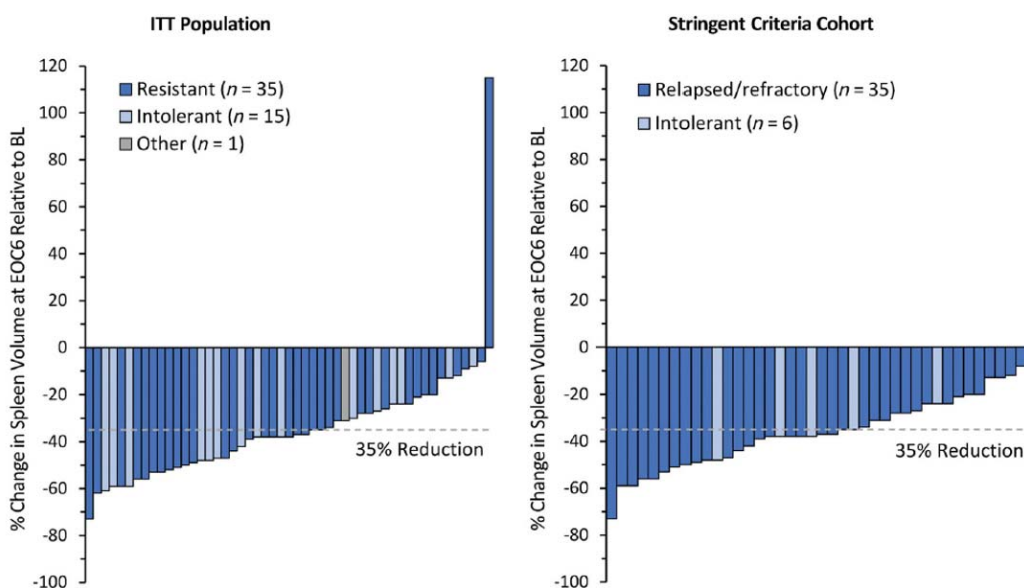 ITT Population
% Change in Spleen Volume at EOC6 Relative to BL
120
100
80
60
40
20
0
-20
-40
-60
-80
-100
Resistant (n = 35)
Intolerant (n = 15)
Other (n = 1)
35% Reduction
Stringent Criteria Cohort
% Change in Spleen Volume at EOC6 Relative to BL
120
100
80
60
40
20
0
-20
-40
-60
-80
-100
Relapsed/refractory (n = 35)
Intolerant (n = 6)
35% Reduction